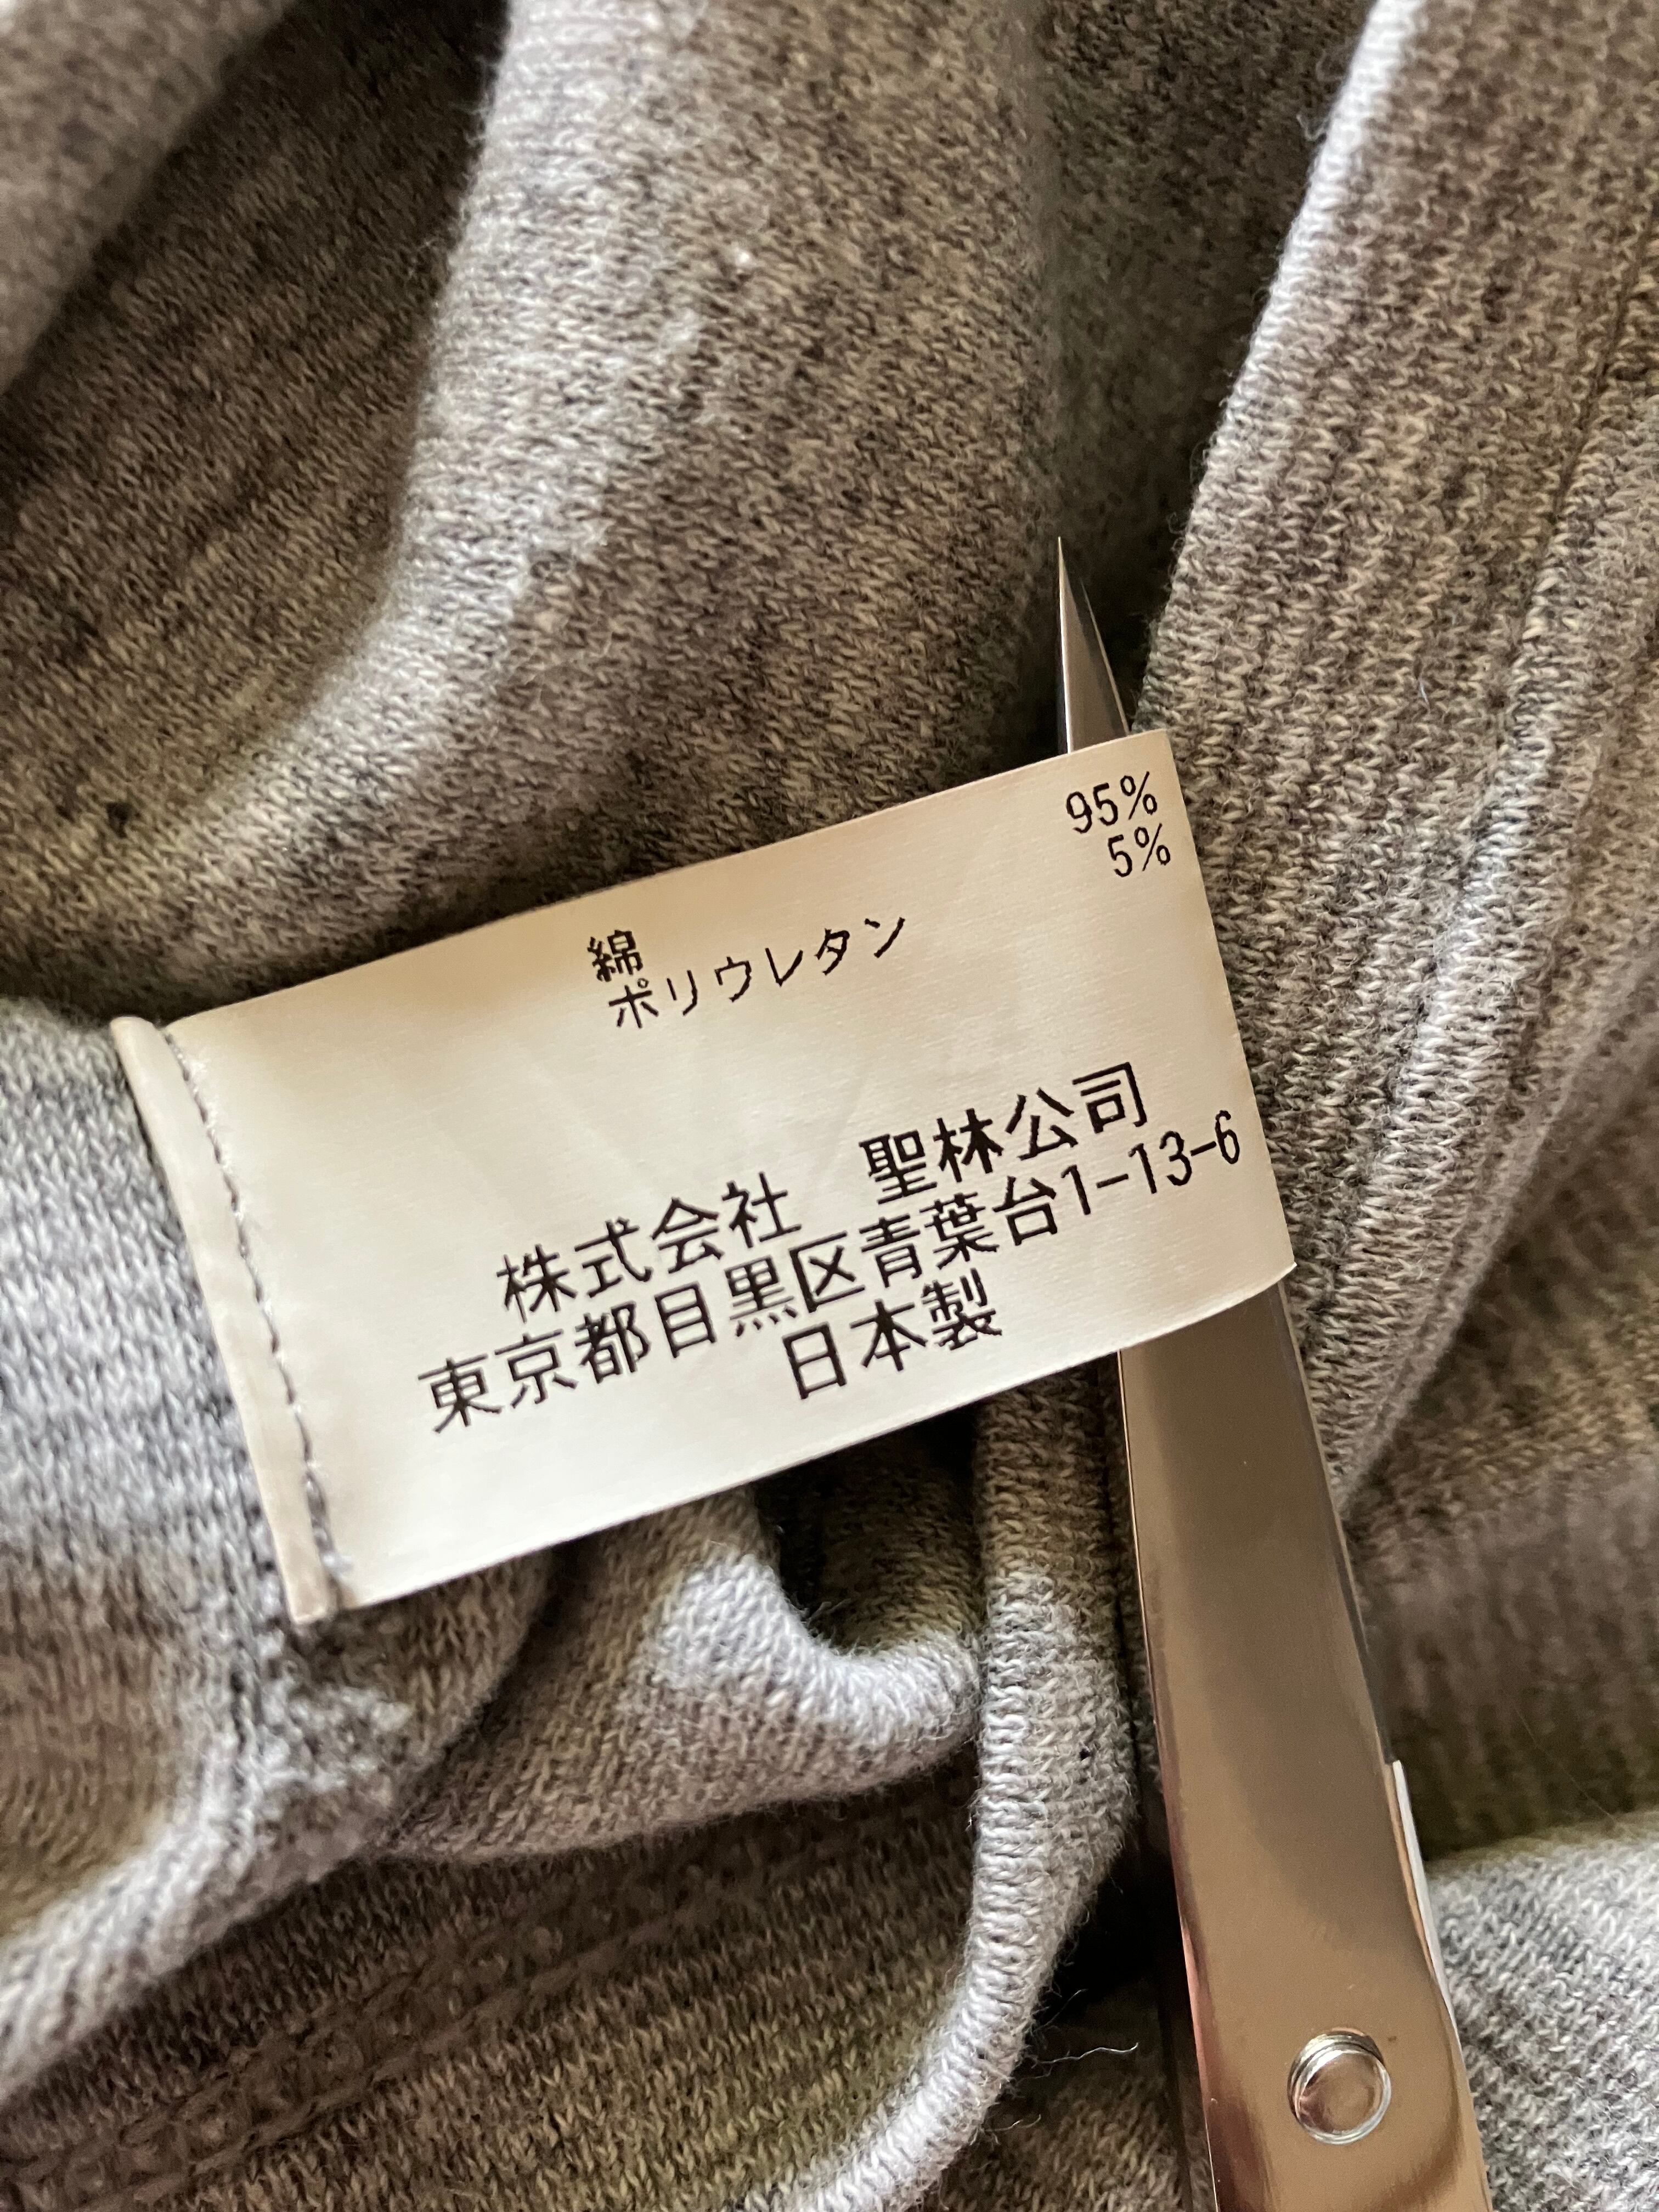 綿 95%
ポリウレタン 5%
株式会社　聖林公司
東京都目黒区青葉台1-13-6
日本製